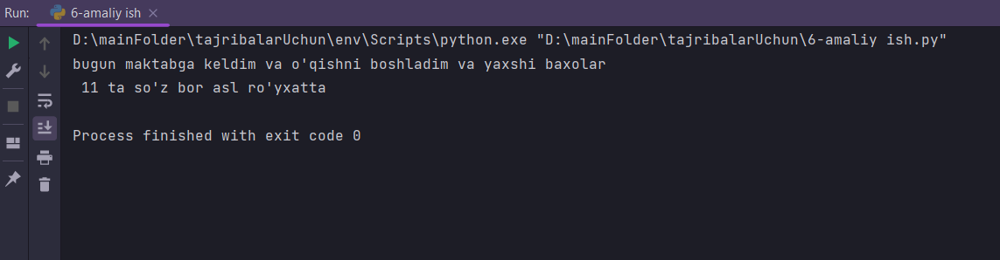 Run: 6-amaliy ish
D:\mainFolder\tajribalarUchun\env\Scripts\python.exe "D:\mainFolder\tajribalarUchun\6-amaliy ish.py"
bugun maktabga keldim va o'qishni boshladim va yaxshi baxolar
11 ta so'z bor asl ro'yxatta
Process finished with exit code 0